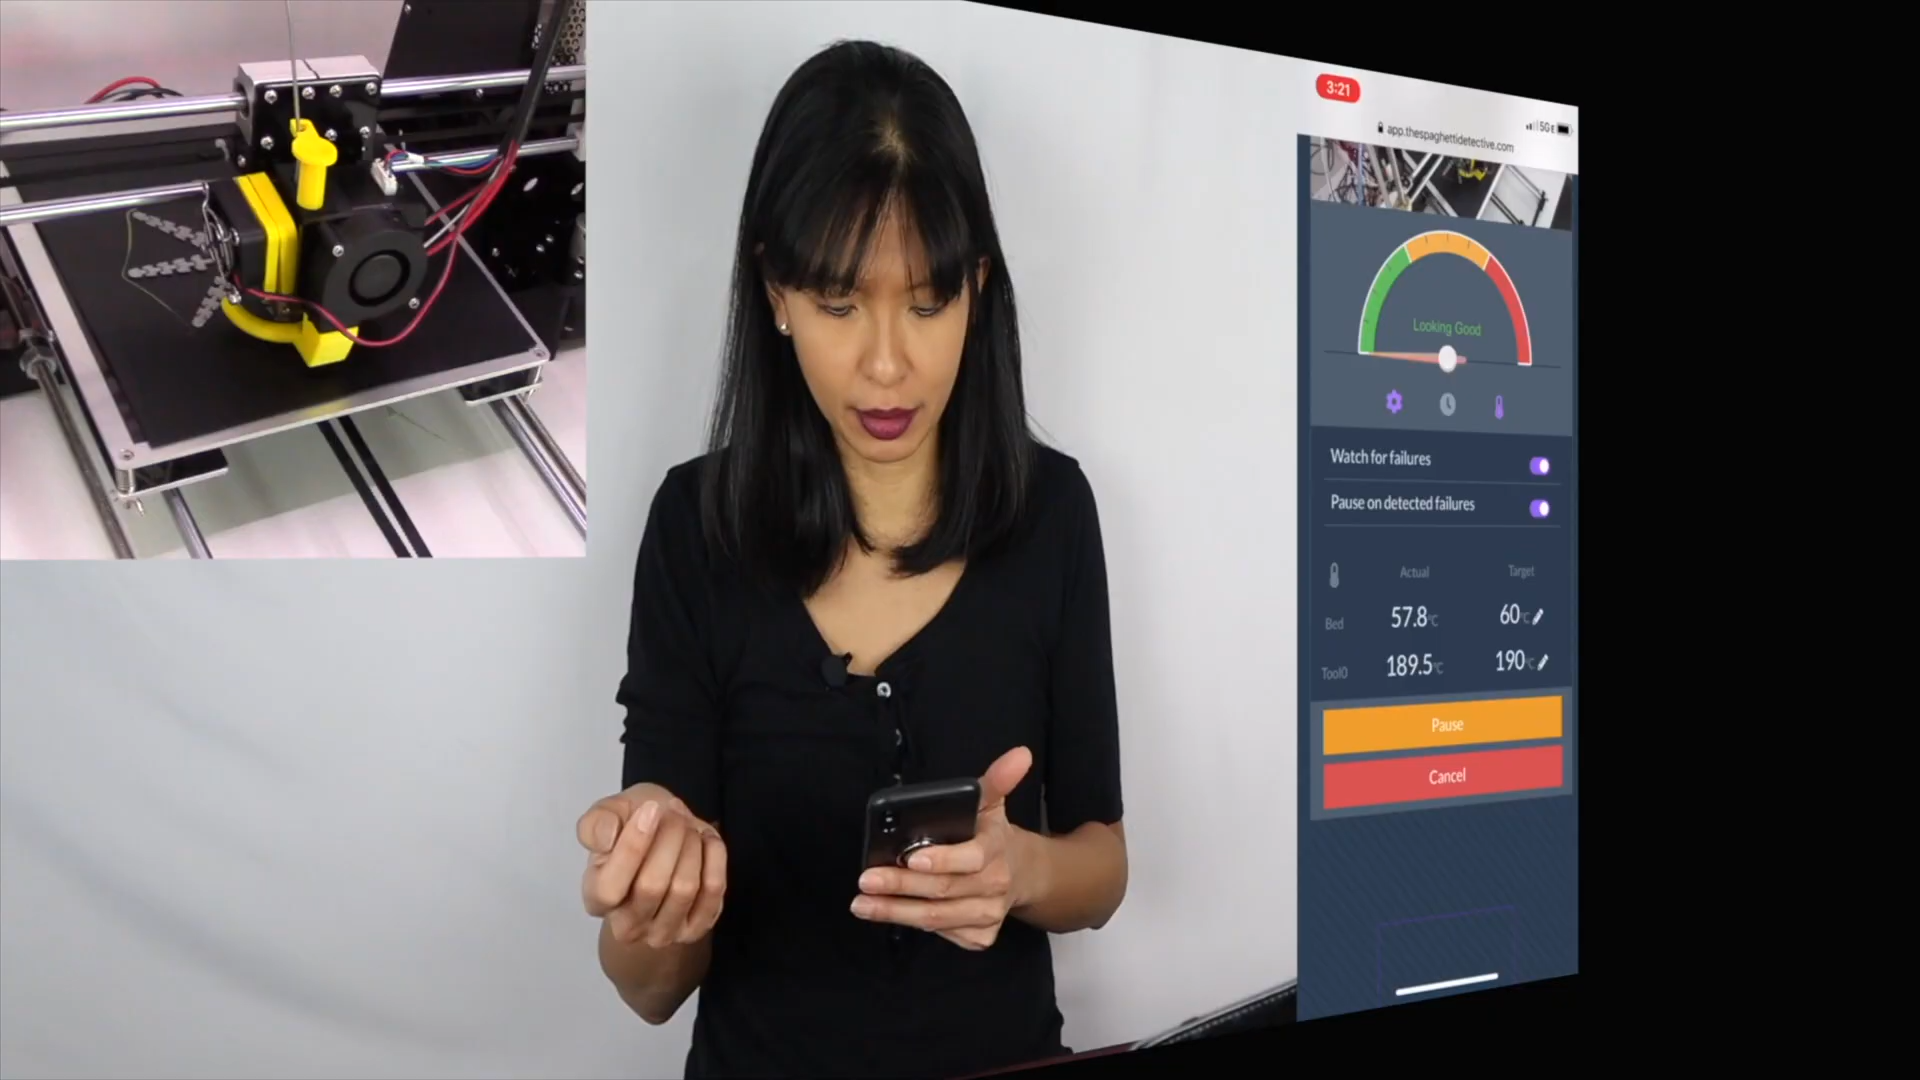 3:21
5GE
app.thespaghettidetective.com
Looking Good
Watch for failures
Pause on detected failures
Actual Target
Bed 57.8°C 60°C
Tool0 189.5°C 190°C
Pause
Cancel